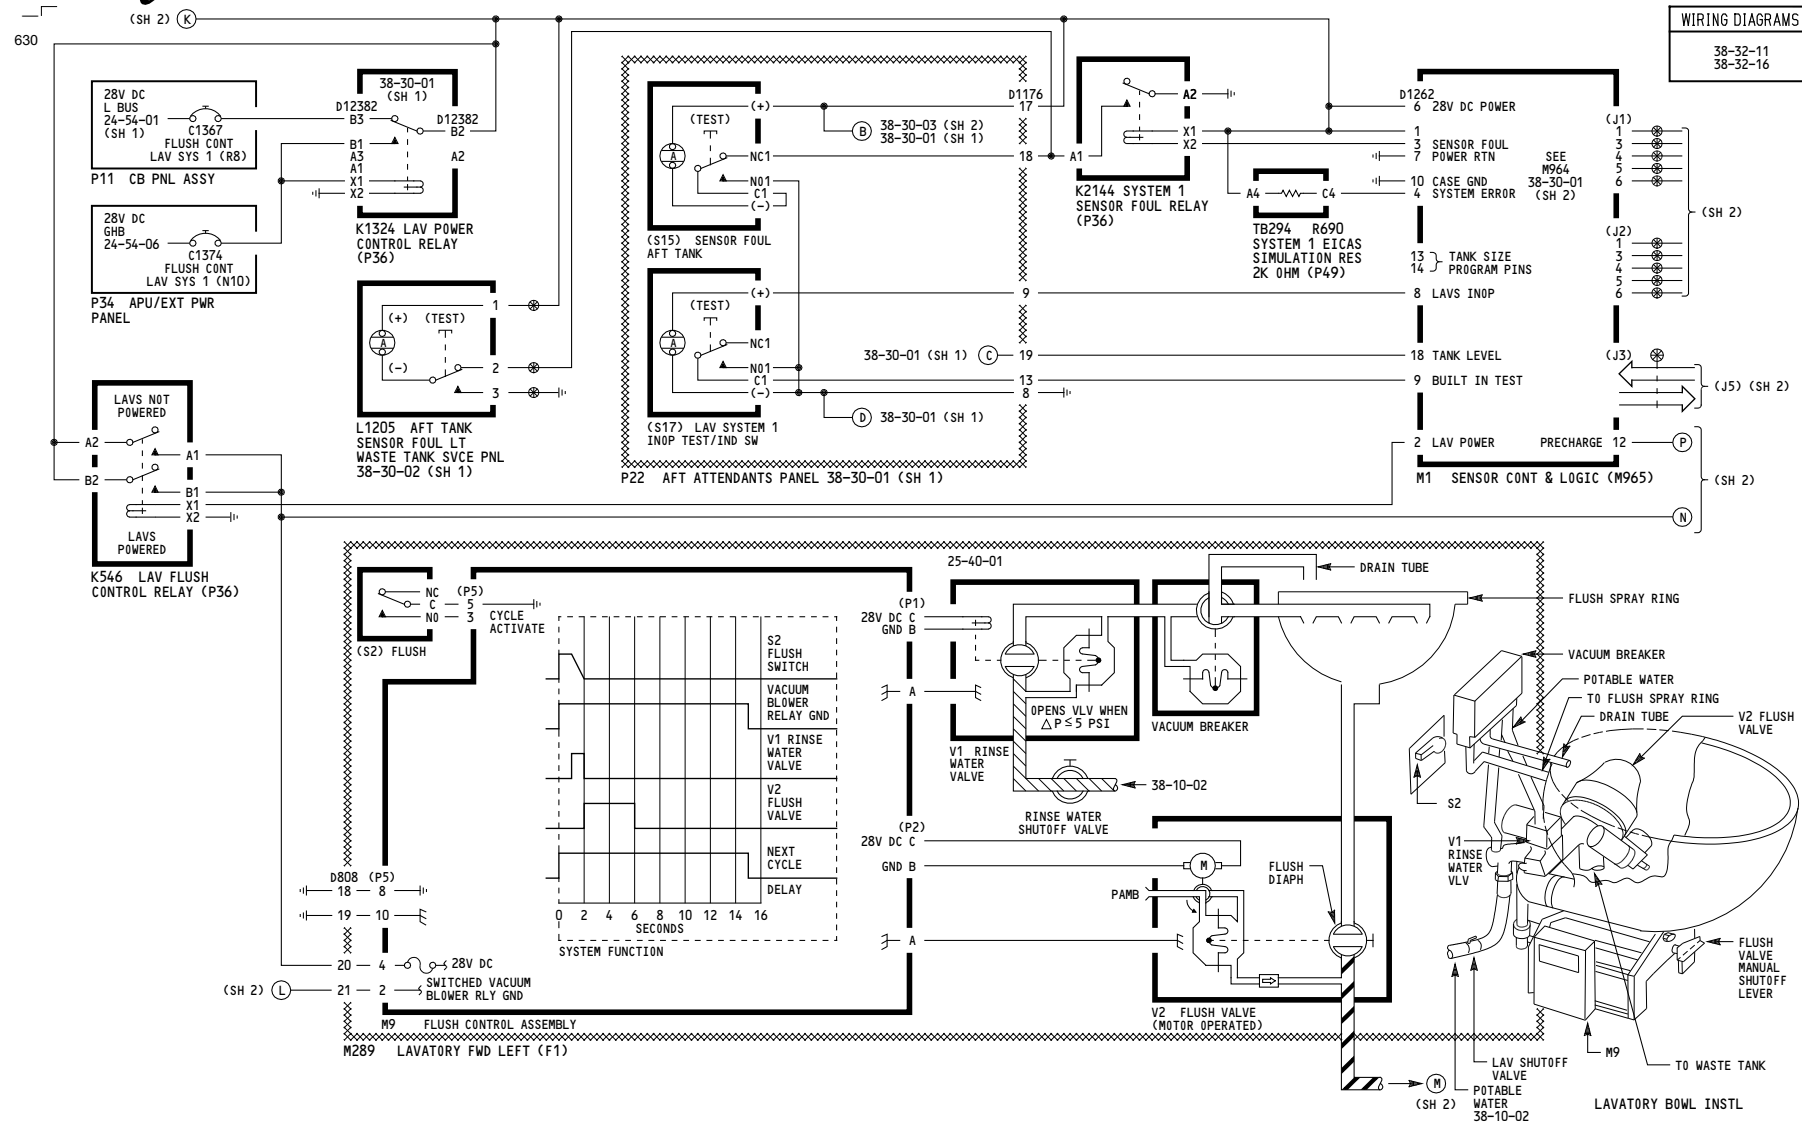 630
(SH 2) K
WIRING DIAGRAMS
38-32-11
38-32-16
28V DC
L BUS
24-54-01
(SH 1)
C1367
FLUSH CONT
LAV SYS 1 (R8)
P11 CB PNL ASSY
28V DC
GHB
24-54-06
C1374
FLUSH CONT
LAV SYS 1 (N10)
P34 APU/EXT PWR
PANEL
38-30-01
(SH 1)
D12382
B3
D12382
B2
B1
A3
A2
A1
X1
X2
K1324 LAV POWER
CONTROL RELAY
(P36)
(+)
(TEST)
A
(-)
1
2
3
L1205 AFT TANK
SENSOR FOUL LT
WASTE TANK SVCE PNL
38-30-02 (SH 1)
LAVS NOT
POWERED
A2
A1
B2
B1
X1
X2
LAVS
POWERED
K546 LAV FLUSH
CONTROL RELAY (P36)
(+)
(TEST)
A
NC1
NO1
C1
(-)
(S15) SENSOR FOUL
AFT TANK
(+)
(TEST)
A
NC1
NO1
C1
(-)
(S17) LAV SYSTEM 1
INOP TEST/IND SW
P22 AFT ATTENDANTS PANEL 38-30-01 (SH 1)
B 38-30-03 (SH 2)
38-30-01 (SH 1)
38-30-01 (SH 1) C
D 38-30-01 (SH 1)
D1176
17
18
9
19
13
8
A2
X1
X2
A1
K2144 SYSTEM 1
SENSOR FOUL RELAY
(P36)
A4
C4
TB294 R690
SYSTEM 1 EICAS
SIMULATION RES
2K OHM (P49)
D1262
6 28V DC POWER
1
3 SENSOR FOUL
7 POWER RTN
10 CASE GND
4 SYSTEM ERROR
13 TANK SIZE
14 PROGRAM PINS
8 LAVS INOP
18 TANK LEVEL
9 BUILT IN TEST
2 LAV POWER
PRECHARGE 12
P
SEE
M964
38-30-01
(SH 2)
(J1)
1
3
4
5
6
(J2)
1
3
4
5
6
(SH 2)
(J3)
(J5) (SH 2)
(SH 2)
N
M1 SENSOR CONT & LOGIC (M965)
NC
C
NO
(P5)
5
3
CYCLE
ACTIVATE
(S2) FLUSH
S2
FLUSH
SWITCH
VACUUM
BLOWER
RELAY GND
V1 RINSE
WATER
VALVE
V2
FLUSH
VALVE
NEXT
CYCLE
DELAY
0 2 4 6 8 10 12 14 16
SECONDS
SYSTEM FUNCTION
D808 (P5)
18 8
19 10
20 4
28V DC
(SH 2) L 21 2
SWITCHED VACUUM
BLOWER RLY GND
M9 FLUSH CONTROL ASSEMBLY
M289 LAVATORY FWD LEFT (F1)
(P1)
28V DC C
GND B
A
(P2)
28V DC C
GND B
A
25-40-01
OPENS VLV WHEN
△P≤5 PSI
V1 RINSE
WATER
VALVE
VACUUM BREAKER
38-10-02
RINSE WATER
SHUTOFF VALVE
DRAIN TUBE
FLUSH SPRAY RING
M
PAMB
FLUSH
DIAPH
V2 FLUSH VALVE
(MOTOR OPERATED)
M
(SH 2)
VACUUM BREAKER
POTABLE WATER
TO FLUSH SPRAY RING
DRAIN TUBE
V2 FLUSH
VALVE
S2
V1
RINSE
WATER
VLV
FLUSH
VALVE
MANUAL
SHUTOFF
LEVER
M9
TO WASTE TANK
LAV SHUTOFF
VALVE
POTABLE
WATER
38-10-02
LAVATORY BOWL INSTL